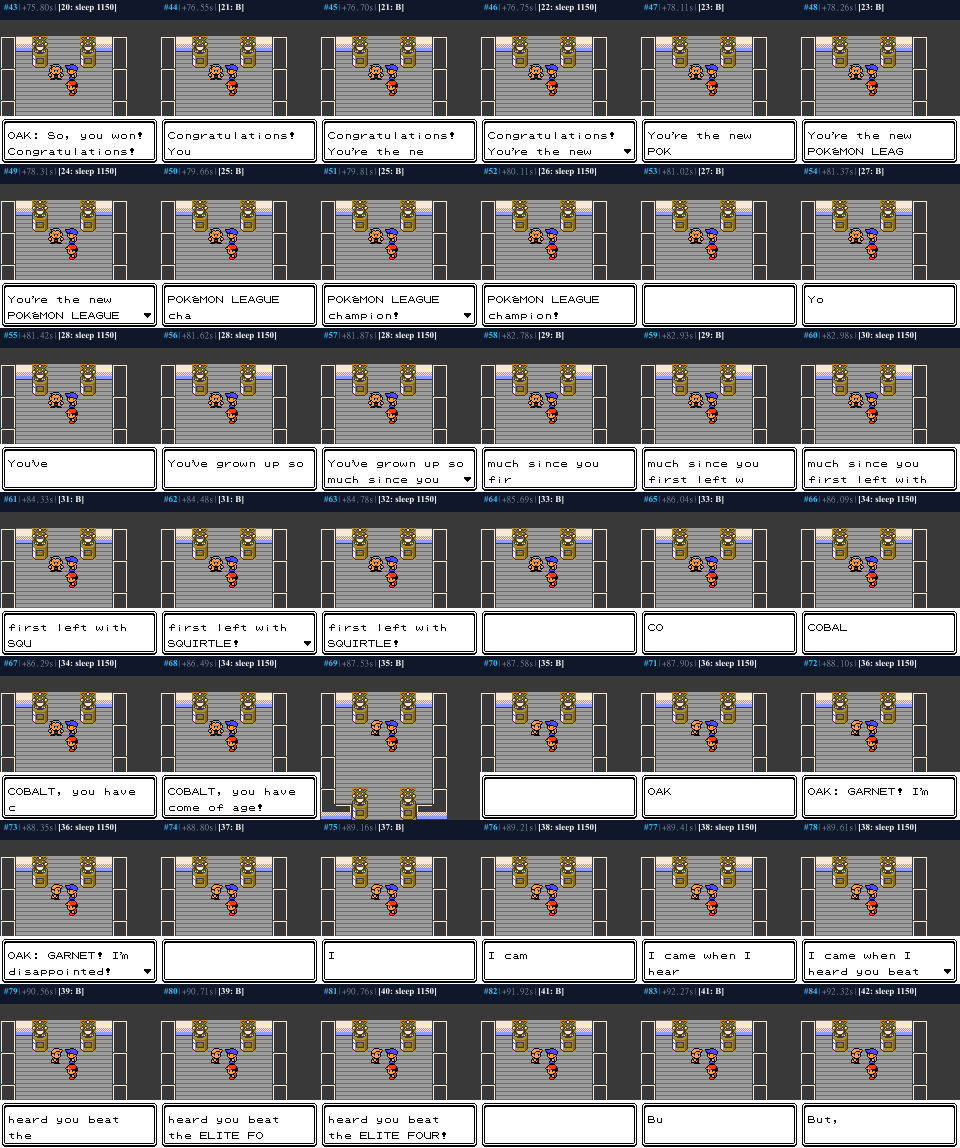 #43|+75.80s| [20: sleep 1150]
#44|+76.55s| [21: B]
#45|+76.70s| [21: B]
#46|+76.75s| [22: sleep 1150]
#47|+78.11s| [23: B]
#48|+78.26s| [23: B]
OAK: So, you won!
Congratulations!
Congratulations!
You
Congratulations!
You're the ne
Congratulations!
You're the new
You're the new
POK
You're the new
POKéMON LEAG
#49|+78.31s| [24: sleep 1150]
#50|+79.66s| [25: B]
#51|+79.81s| [25: B]
#52|+80.11s| [26: sleep 1150]
#53|+81.02s| [27: B]
#54|+81.37s| [27: B]
You're the new
POKéMON LEAGUE
POKéMON LEAGUE
cha
POKéMON LEAGUE
champion!
POKéMON LEAGUE
champion!
Yo
#55|+81.42s| [28: sleep 1150]
#56|+81.62s| [28: sleep 1150]
#57|+81.87s| [28: sleep 1150]
#58|+82.78s| [29: B]
#59|+82.93s| [29: B]
#60|+82.98s| [30: sleep 1150]
You've
You've grown up so
You've grown up so
much since you
much since you
fir
much since you
first left w
much since you
first left with
#61|+84.33s| [31: B]
#62|+84.48s| [31: B]
#63|+84.78s| [32: sleep 1150]
#64|+85.69s| [33: B]
#65|+86.04s| [33: B]
#66|+86.09s| [34: sleep 1150]
first left with
SQU
first left with
SQUIRTLE!
first left with
SQUIRTLE!
CO
COBAL
#67|+86.29s| [34: sleep 1150]
#68|+86.49s| [34: sleep 1150]
#69|+87.53s| [35: B]
#70|+87.58s| [35: B]
#71|+87.90s| [36: sleep 1150]
#72|+88.10s| [36: sleep 1150]
COBALT, you have
c
COBALT, you have
come of age!
OAK
OAK: GARNET! I'm
#73|+88.35s| [36: sleep 1150]
#74|+88.80s| [37: B]
#75|+89.16s| [37: B]
#76|+89.21s| [38: sleep 1150]
#77|+89.41s| [38: sleep 1150]
#78|+89.61s| [38: sleep 1150]
OAK: GARNET! I'm
disappointed!
I
I cam
I came when I
hear
I came when I
heard you beat
#79|+90.56s| [39: B]
#80|+90.71s| [39: B]
#81|+90.76s| [40: sleep 1150]
#82|+91.92s| [41: B]
#83|+92.27s| [41: B]
#84|+92.32s| [42: sleep 1150]
heard you beat
the
heard you beat
the ELITE FO
heard you beat
the ELITE FOUR!
Bu
But,